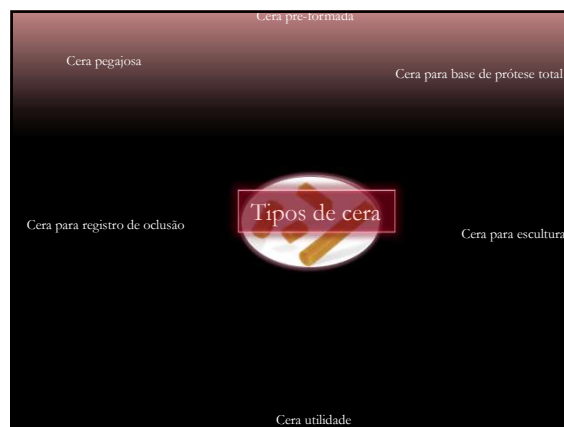 Cera pré-formada
Cera pegajosa
Cera para base de prótese total
Tipos de cera
Cera para registro de oclusão
Cera para escultura
Cera utilidade